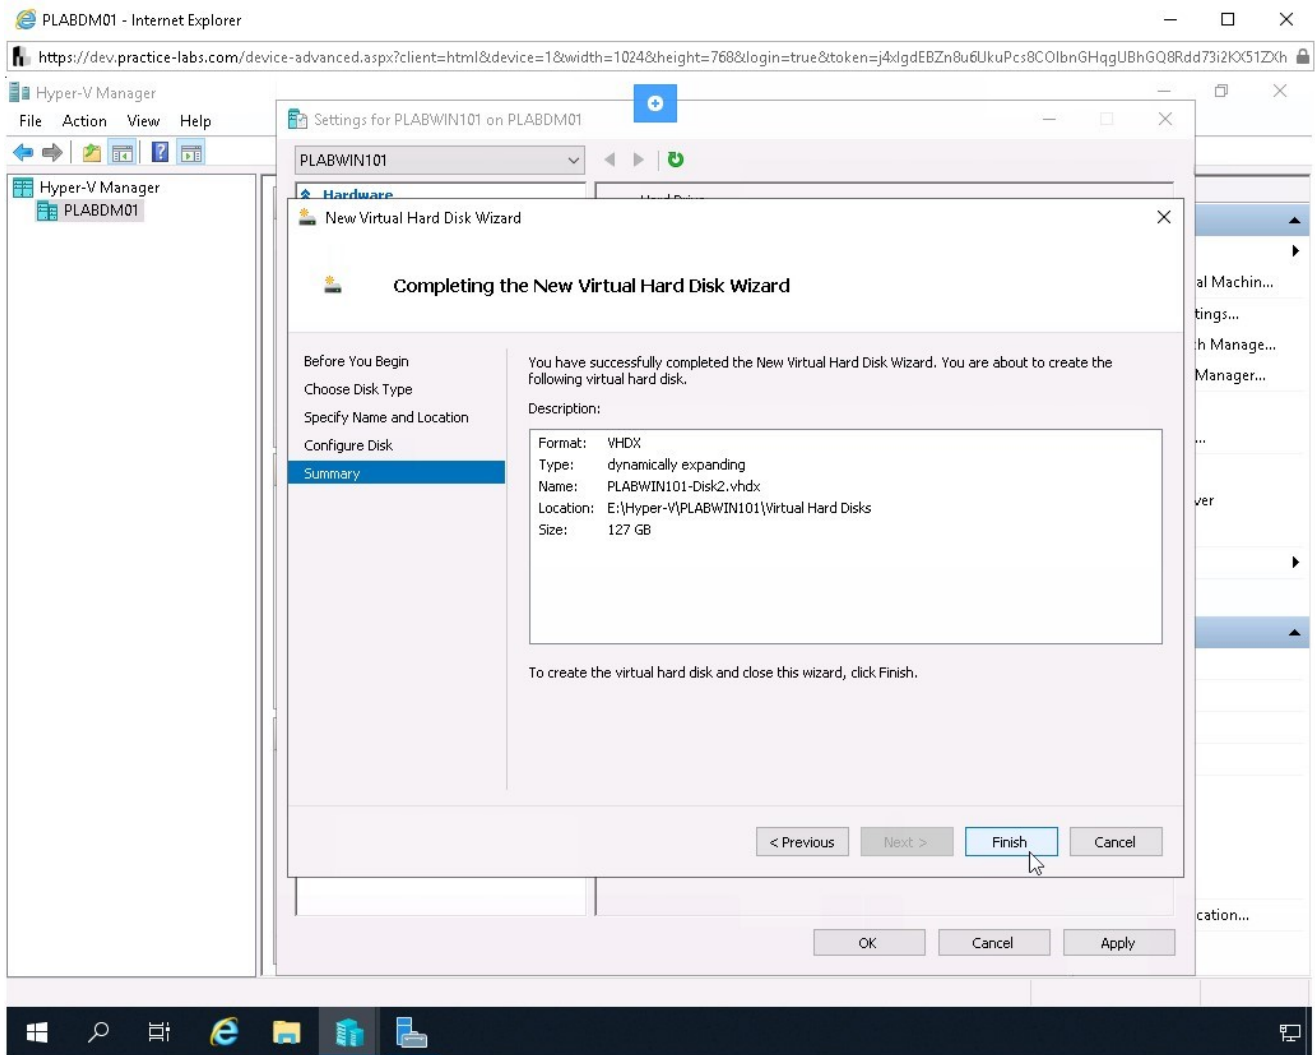 PLABDM01 - Internet Explorer
https://dev.practice-labs.com/device-advanced.aspx?client=html&device=1&width=1024&height=768&login=true&token=j4xIgdEBZn8u6UkuPcs8COIbnGHqgUBhGQ8Rdd73i2KX51ZXh
Hyper-V Manager
File Action View Help
Settings for PLABWIN101 on PLABDM01
PLABWIN101
Hyper-V Manager
PLABDM01
Hardware
New Virtual Hard Disk Wizard
Completing the New Virtual Hard Disk Wizard
Before You Begin
Choose Disk Type
Specify Name and Location
Configure Disk
Summary
You have successfully completed the New Virtual Hard Disk Wizard. You are about to create the
following virtual hard disk.
Description:
Format: VHDX
Type: dynamically expanding
Name: PLABWIN101-Disk2.vhdx
Location: E:\Hyper-V\PLABWIN101\Virtual Hard Disks
Size: 127 GB
To create the virtual hard disk and close this wizard, click Finish.
< Previous Next > Finish Cancel
OK Cancel Apply
al Machin...
tings...
h Manage...
Manager...
...
ver
cation...